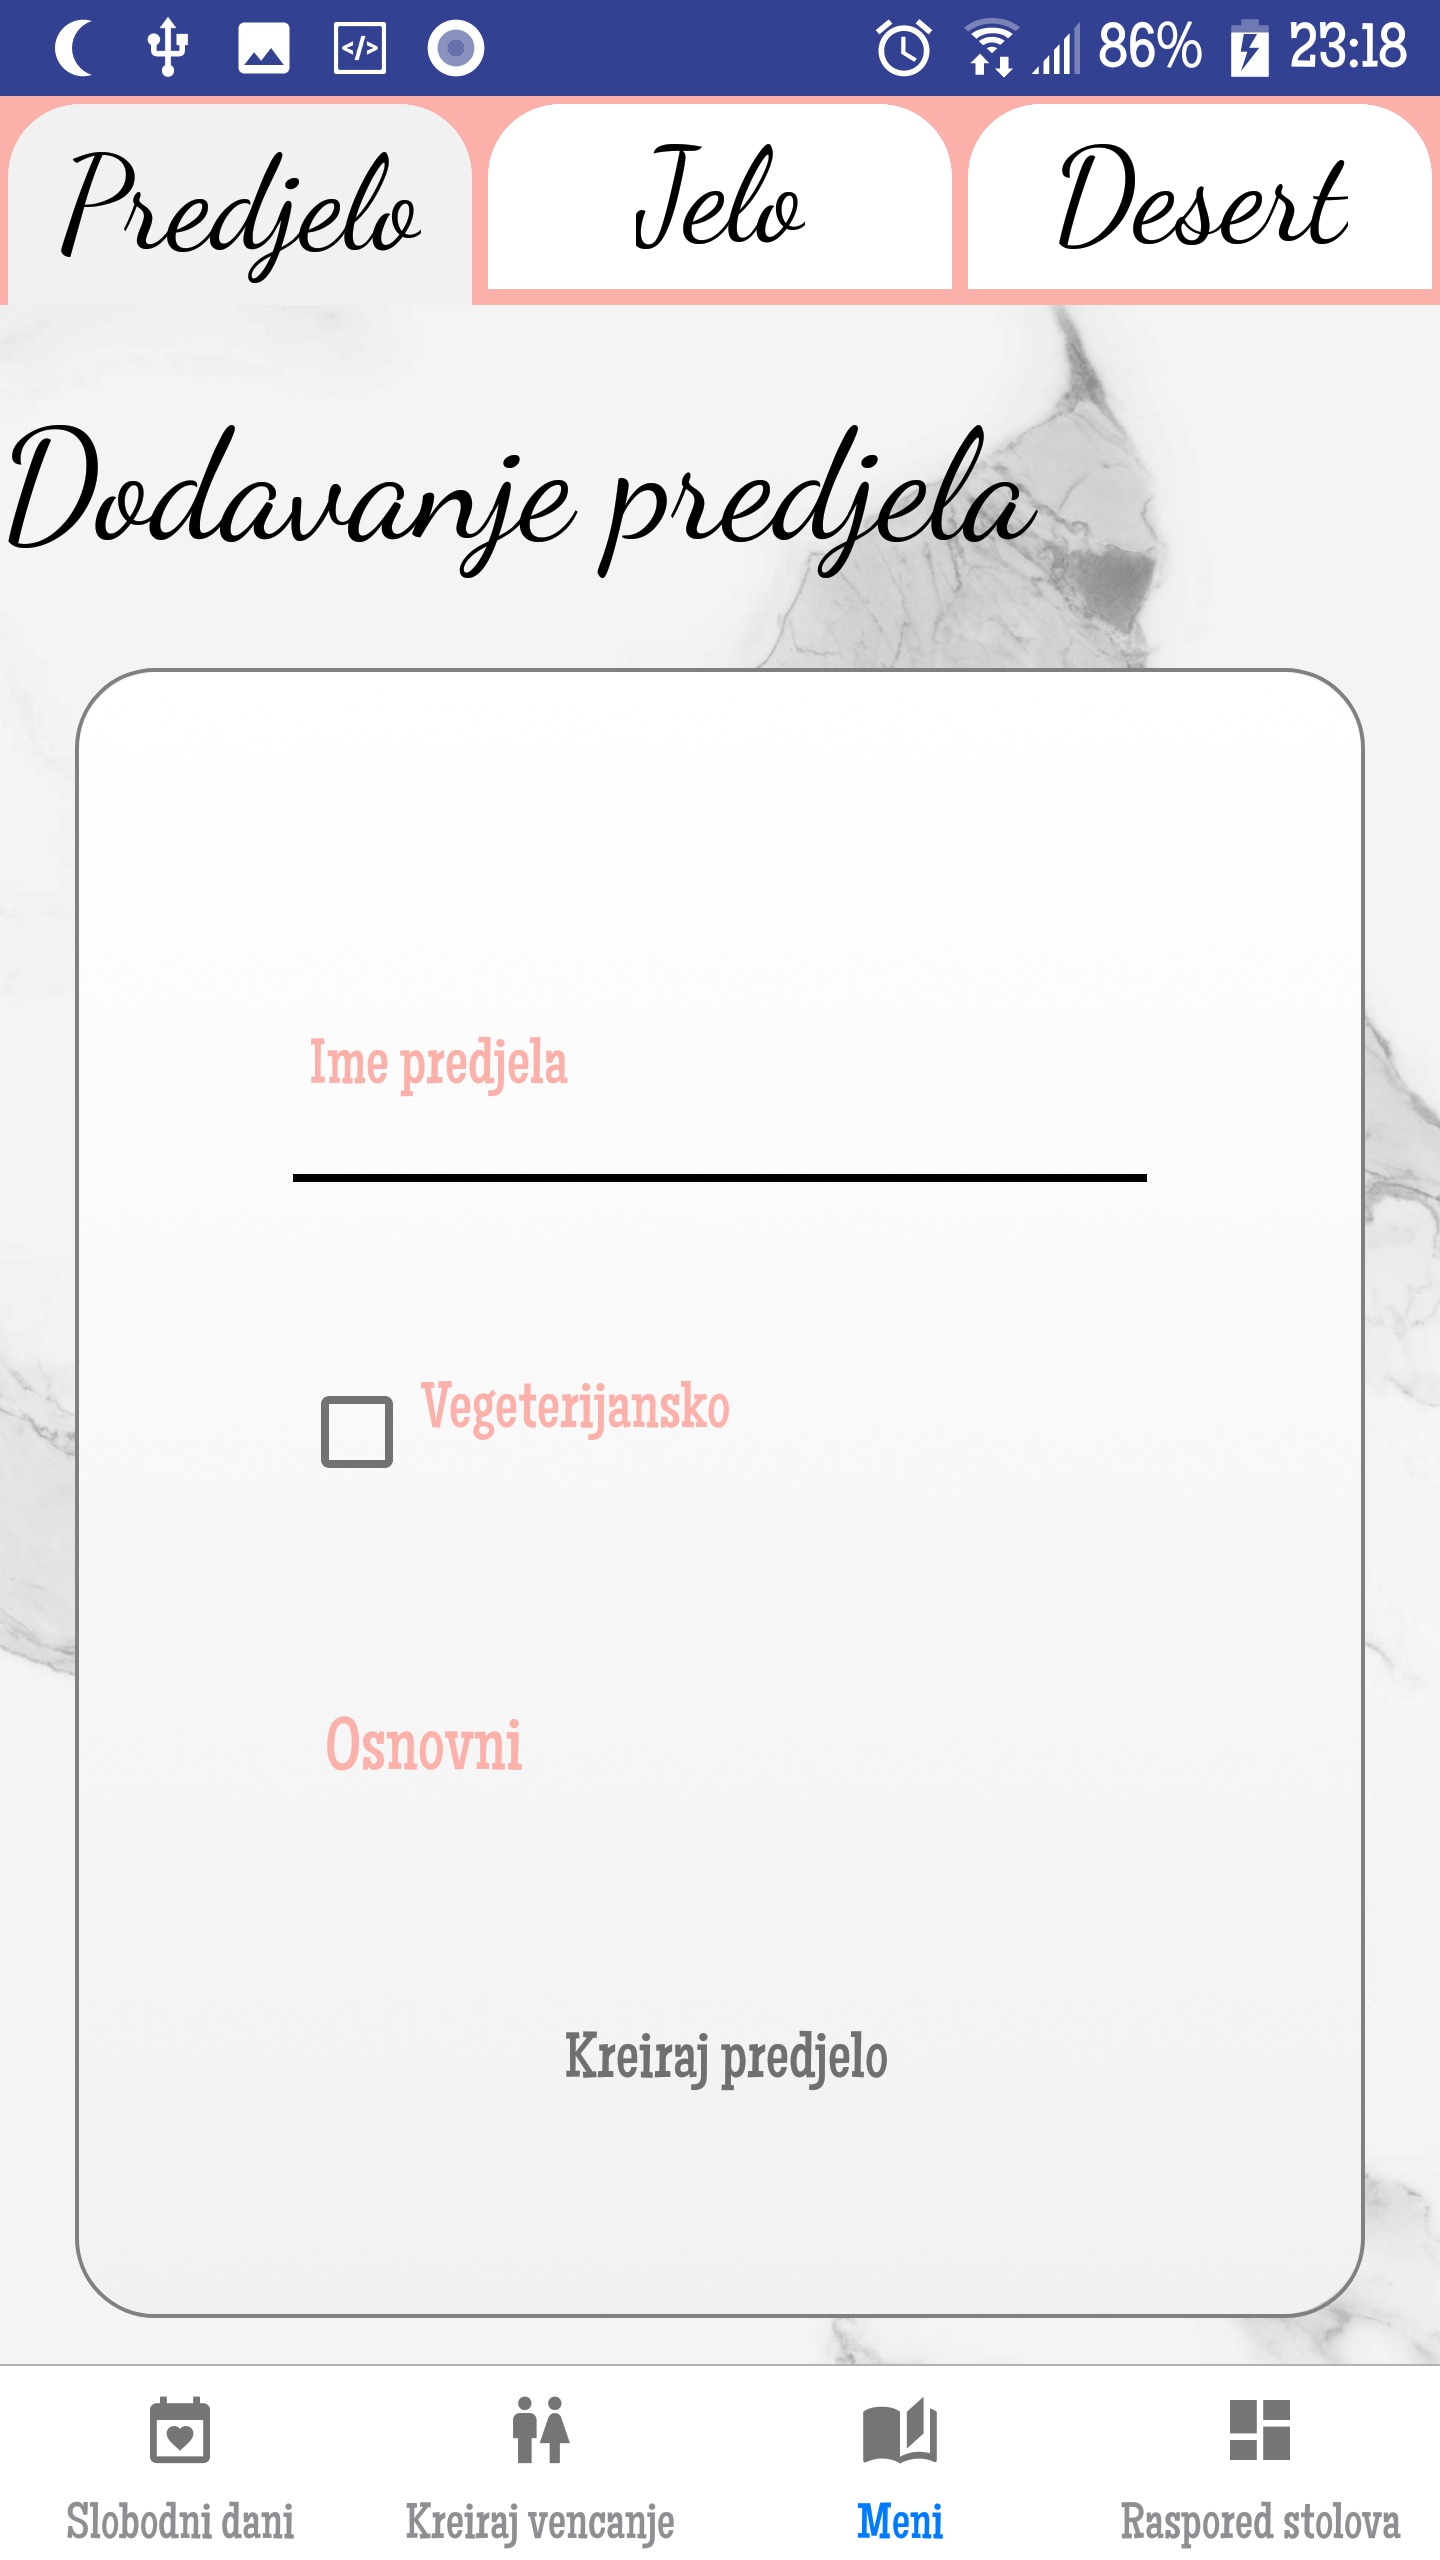 86% 23:18
Predjelo Jelo Desert
Dodavanje predjela
Ime predjela
Vegeterijansko
Osnovni
Kreiraj predjelo
Slobodni dani Kreiraj vencanje Meni Raspored stolova